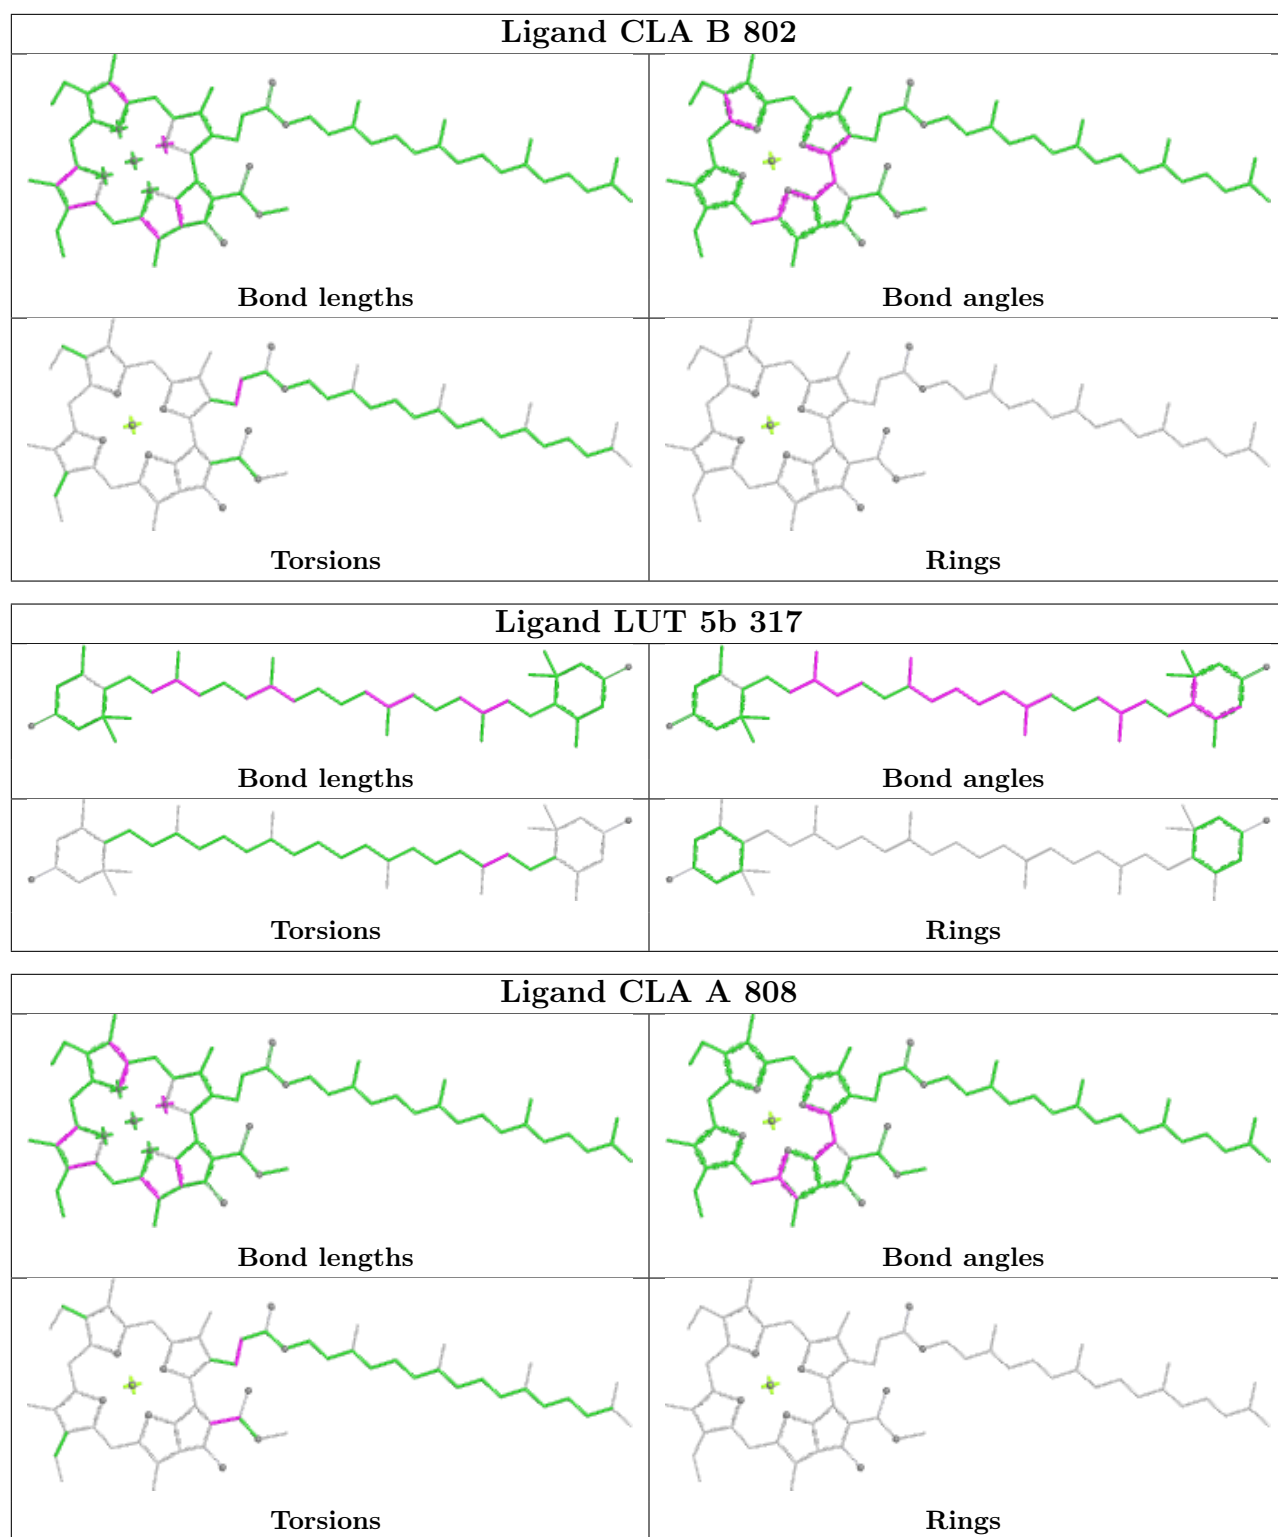 Ligand CLA B 802
Bond lengths
Bond angles
Torsions
Rings
Ligand LUT 5b 317
Bond lengths
Bond angles
Torsions
Rings
Ligand CLA A 808
Bond lengths
Bond angles
Torsions
Rings